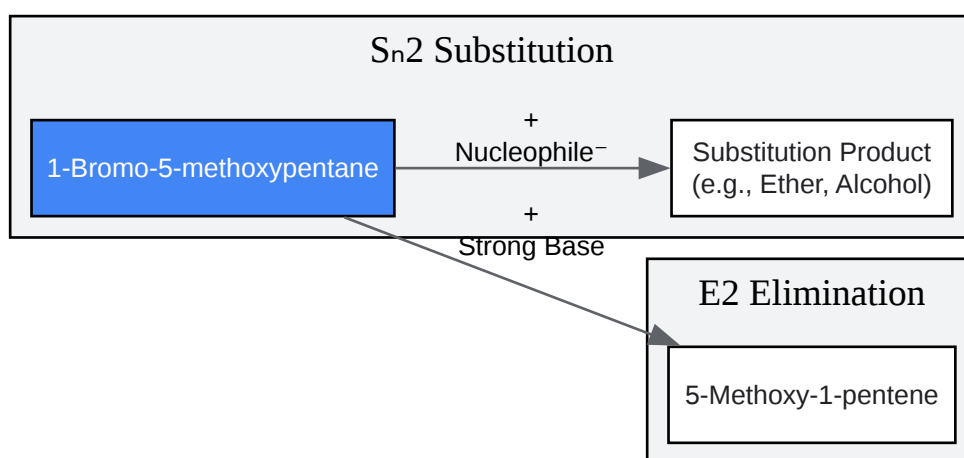 Sₙ2 Substitution
1-Bromo-5-methoxypentane
+
Nucleophile⁻
Substitution Product
(e.g., Ether, Alcohol)
+
Strong Base
E2 Elimination
5-Methoxy-1-pentene